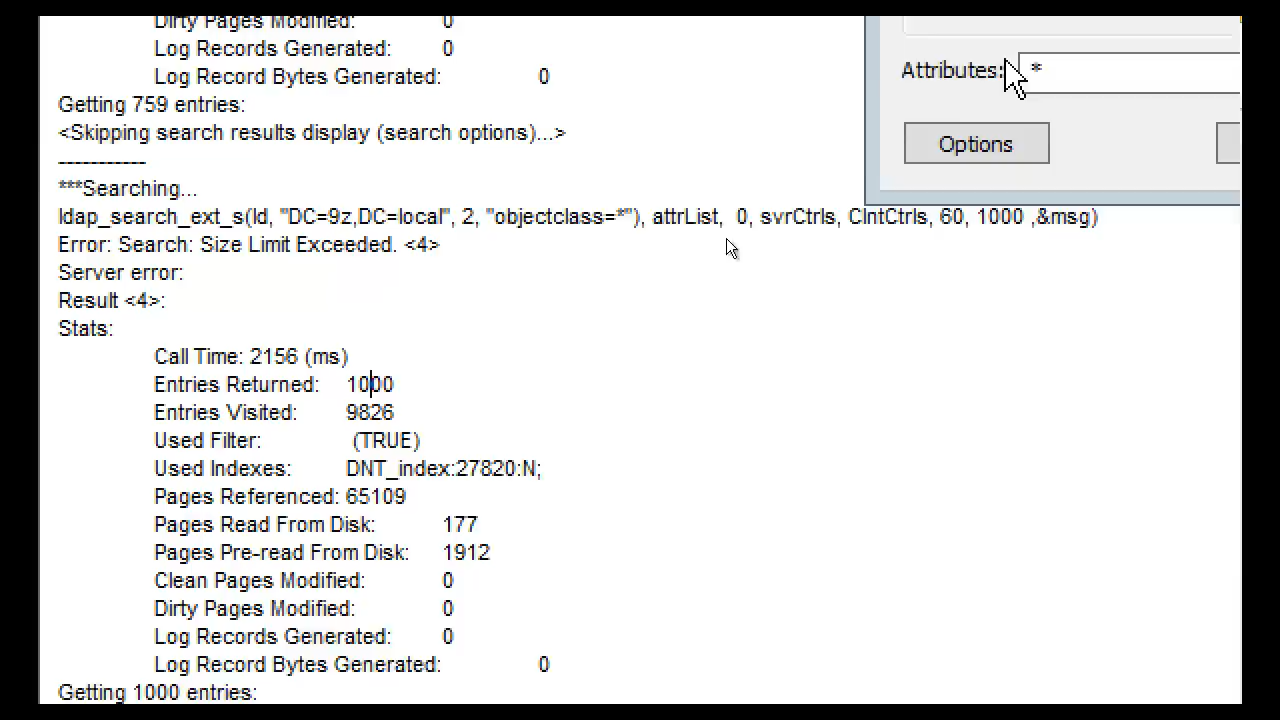 Dirty Pages Modified: 0
Log Records Generated: 0
Log Record Bytes Generated: 0
Getting 759 entries:
<Skipping search results display (search options)...>
-----------
***Searching...
ldap_search_ext_s(ld, "DC=9z,DC=local", 2, "objectclass=*"), attrList, 0, svrCtrls, ClntCtrls, 60, 1000 ,&msg)
Error: Search: Size Limit Exceeded. <4>
Server error:
Result <4>:
Stats:
Call Time: 2156 (ms)
Entries Returned: 1000
Entries Visited: 9826
Used Filter: (TRUE)
Used Indexes: DNT_index:27820:N;
Pages Referenced: 65109
Pages Read From Disk: 177
Pages Pre-read From Disk: 1912
Clean Pages Modified: 0
Dirty Pages Modified: 0
Log Records Generated: 0
Log Record Bytes Generated: 0
Getting 1000 entries:
Attributes: *
Options